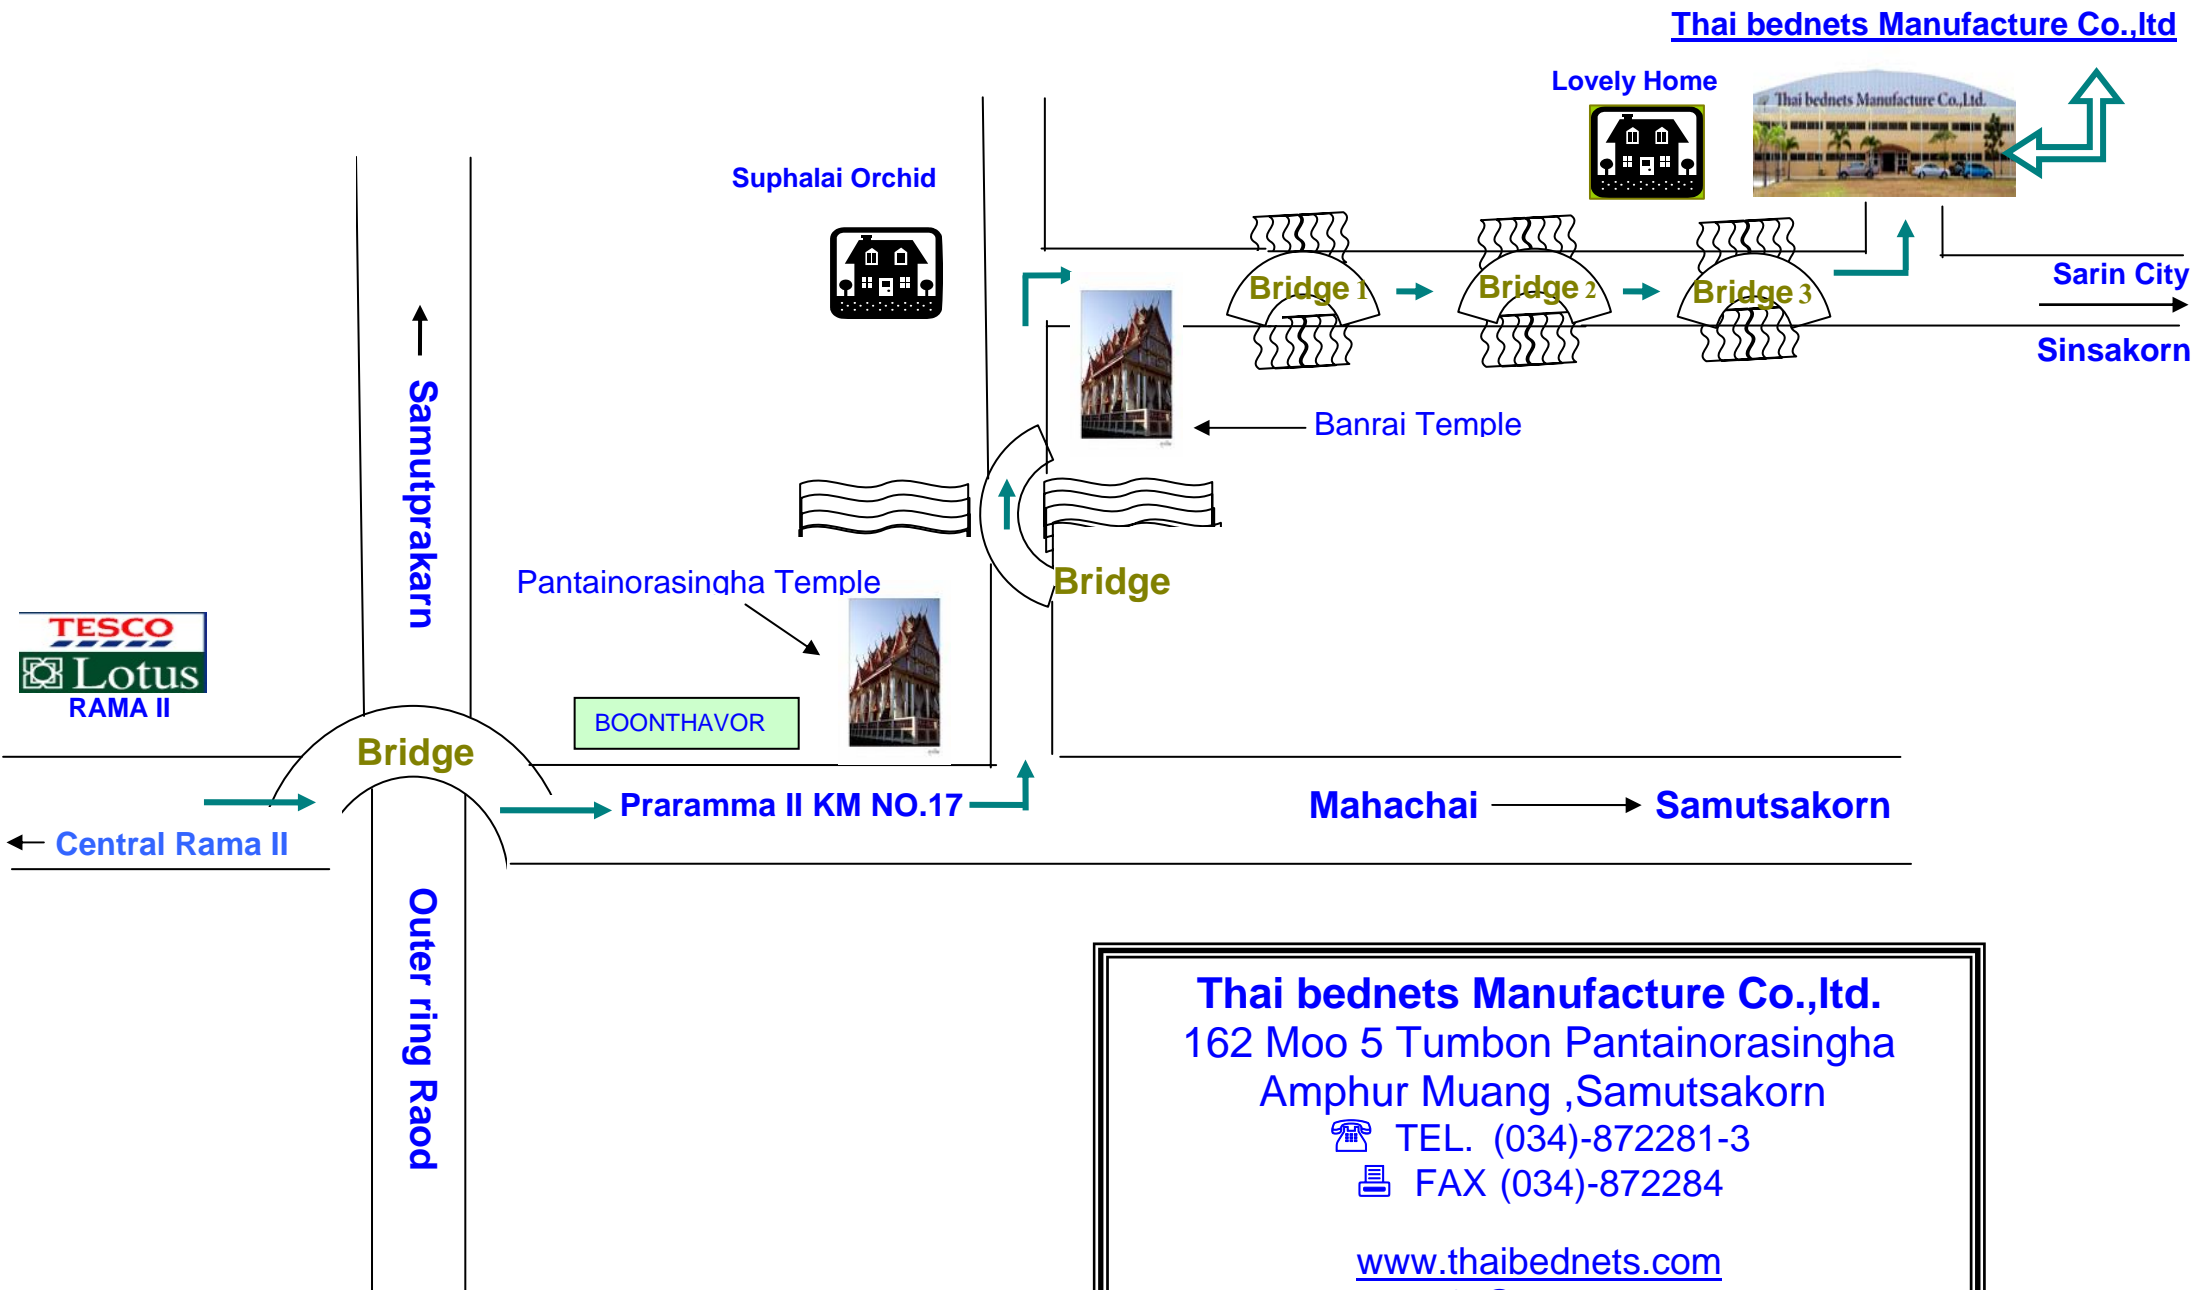 Thai bednets Manufacture Co.,ltd
Lovely Home
Thai bednets Manufacture Co.,Ltd.
Suphalai Orchid
Bridge 1
Bridge 2
Bridge 3
Sarin City
Sinsakorn
Banrai Temple
Samutprakarn
Pantainorasingha Temple
Bridge
TESCO
Lotus
RAMA II
BOONTHAVOR
Bridge
Praramma II KM NO.17
Mahachai
Samutsakorn
Central Rama II
Outer ring Raod
Thai bednets Manufacture Co.,ltd.
162 Moo 5 Tumbon Pantainorasingha
Amphur Muang ,Samutsakorn
TEL. (034)-872281-3
FAX (034)-872284
www.thaibednets.com